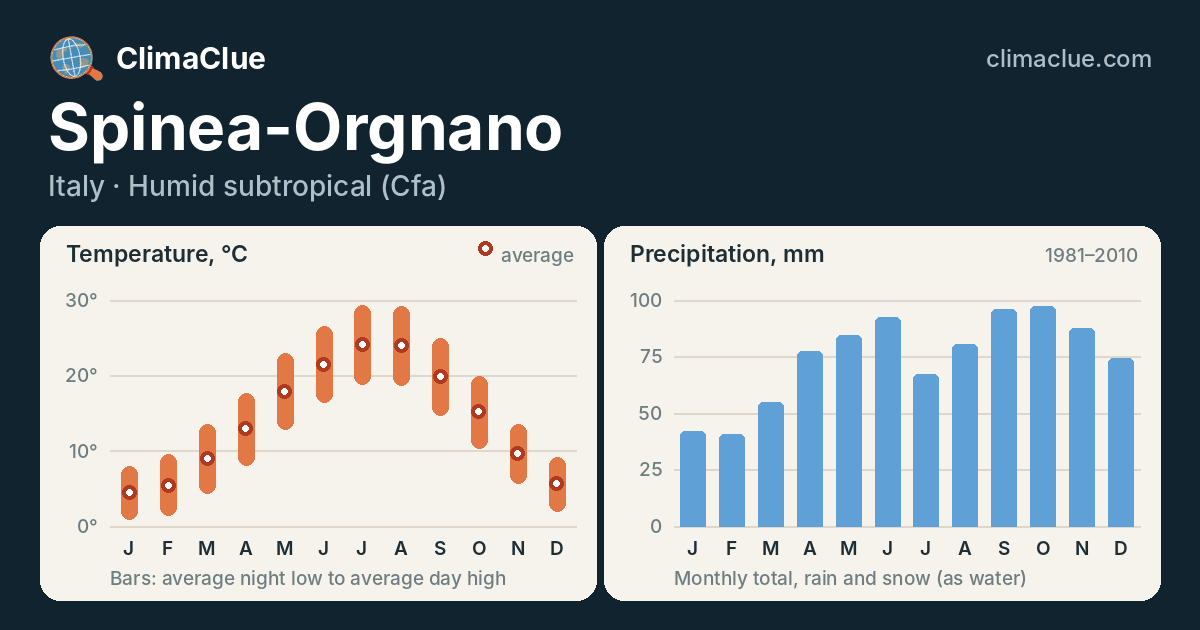 ClimaClue
climaclue.com
Spinea-Orgnano
Italy · Humid subtropical (Cfa)
Temperature, °C
average
30°
20°
10°
0°
J F M A M J J A S O N D
Bars: average night low to average day high
Precipitation, mm
1981–2010
100
75
50
25
0
J F M A M J J A S O N D
Monthly total, rain and snow (as water)